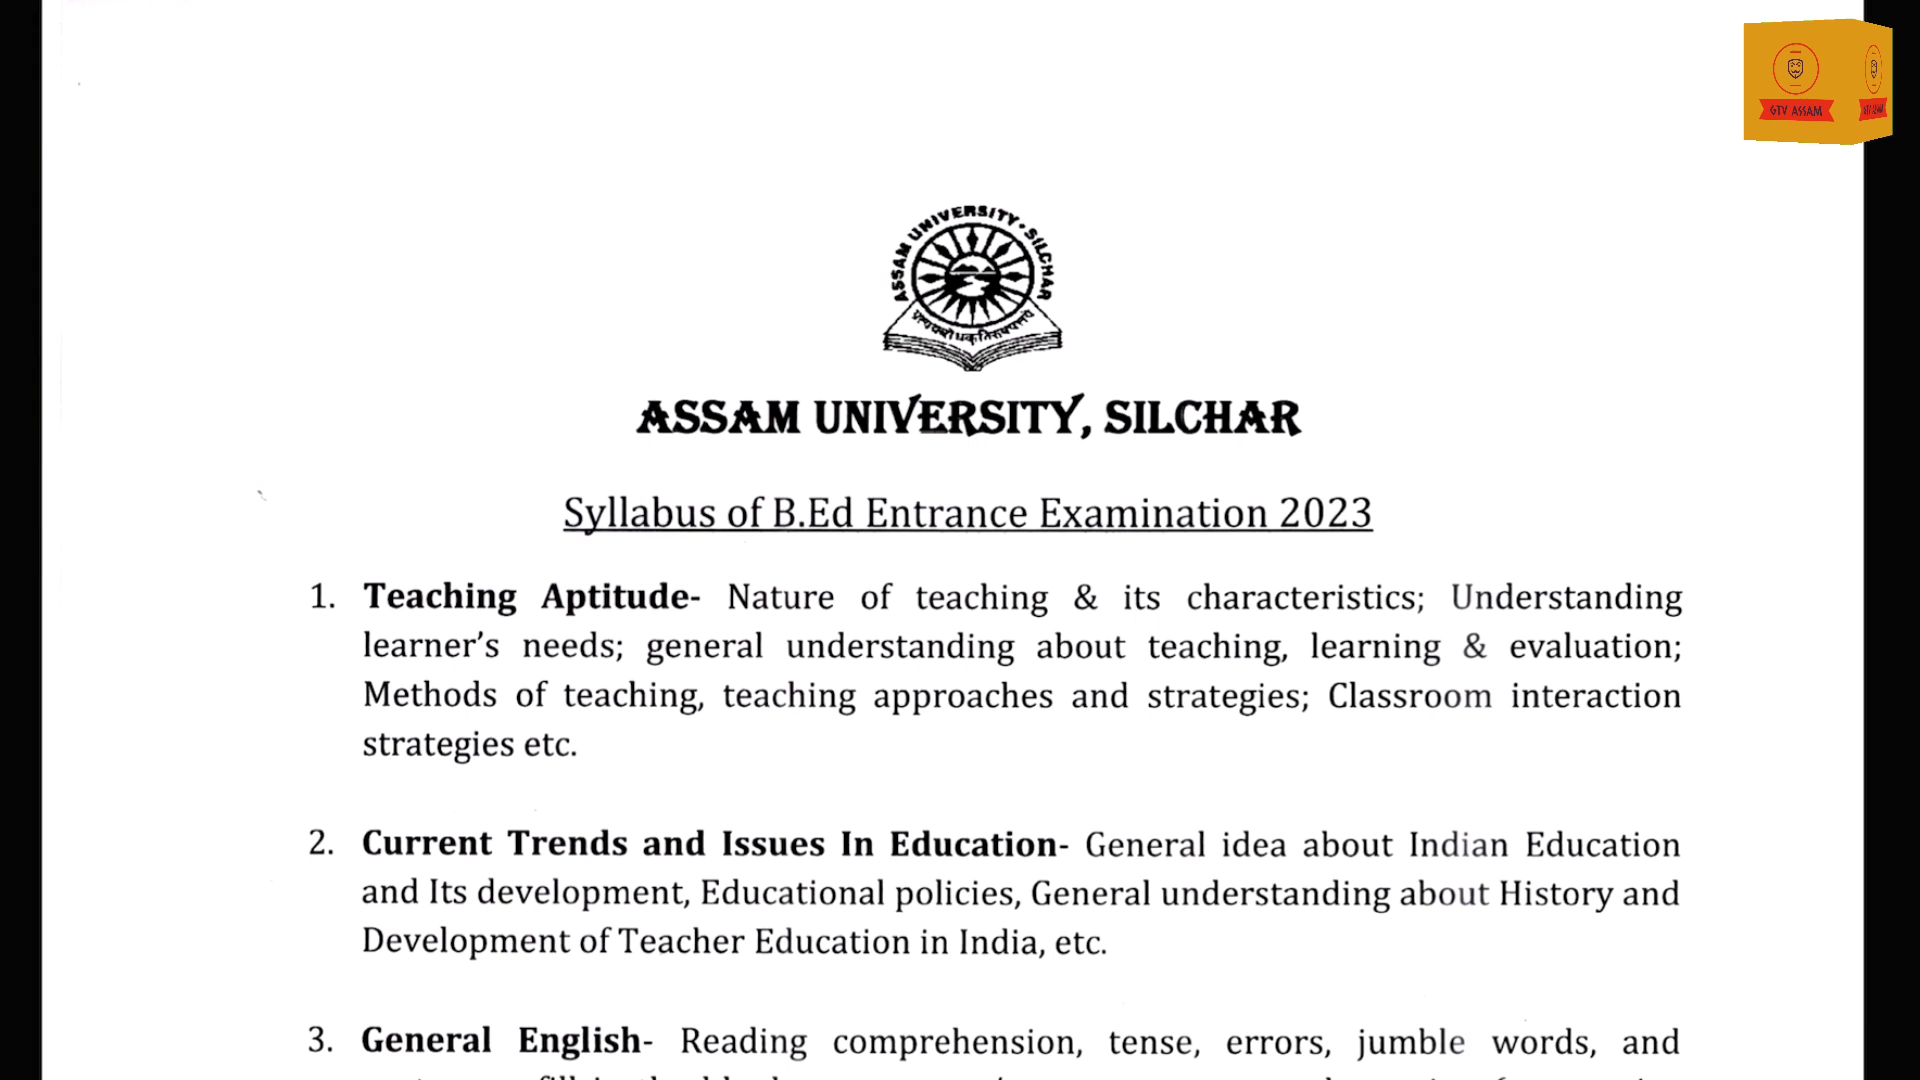 GTV ASSAM
ASSAM UNIVERSITY · SILCHAR
ASSAM UNIVERSITY, SILCHAR
Syllabus of B.Ed Entrance Examination 2023
1. Teaching Aptitude- Nature of teaching & its characteristics; Understanding
learner's needs; general understanding about teaching, learning & evaluation;
Methods of teaching, teaching approaches and strategies; Classroom interaction
strategies etc.
2. Current Trends and Issues In Education- General idea about Indian Education
and Its development, Educational policies, General understanding about History and
Development of Teacher Education in India, etc.
3. General English- Reading comprehension, tense, errors, jumble words, and